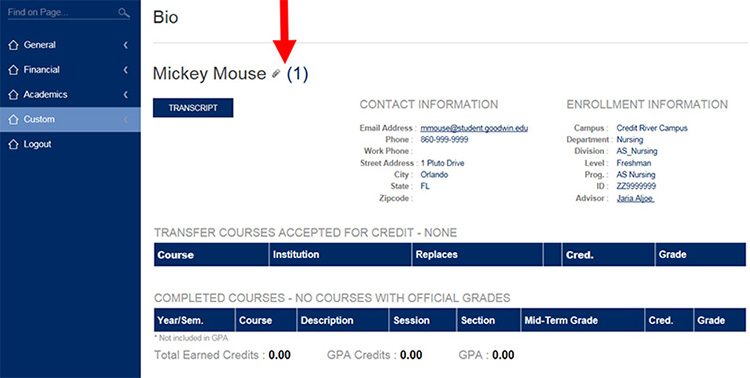 Find on Page...
General
Financial
Academics
Custom
Logout
Bio
Mickey Mouse (1)
TRANSCRIPT
CONTACT INFORMATION
Email Address : mmouse@student.goodwin.edu
Phone : 860-999-9999
Work Phone :
Street Address : 1 Pluto Drive
City : Orlando
State : FL
Zipcode :
ENROLLMENT INFORMATION
Campus : Credit River Campus
Department : Nursing
Division : AS_Nursing
Level : Freshman
Prog. : AS Nursing
ID : ZZ9999999
Advisor : Jaria Aljoe
TRANSFER COURSES ACCEPTED FOR CREDIT - NONE
Course Institution Replaces Cred. Grade
COMPLETED COURSES - NO COURSES WITH OFFICIAL GRADES
Year/Sem. Course Description Session Section Mid-Term Grade Cred. Grade
* Not included in GPA
Total Earned Credits : 0.00 GPA Credits : 0.00 GPA : 0.00